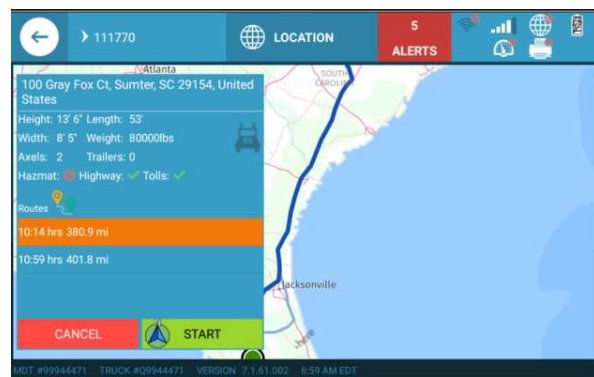 111770
LOCATION
5
ALERTS
Atlanta
SOUTH
CAROLINA
100 Gray Fox Ct, Sumter, SC 29154, United
States
Height: 13' 6" Length: 53'
Width: 8' 5" Weight: 80000lbs
Axels: 2 Trailers: 0
Hazmat: Highway: Tolls:
Routes
10:14 hrs 380.9 mi
10:59 hrs 401.8 mi
Jacksonville
CANCEL
START
MDT #99944471 TRUCK #Q9944471 VERSION 7.1.61.002 6:59 AM EDT